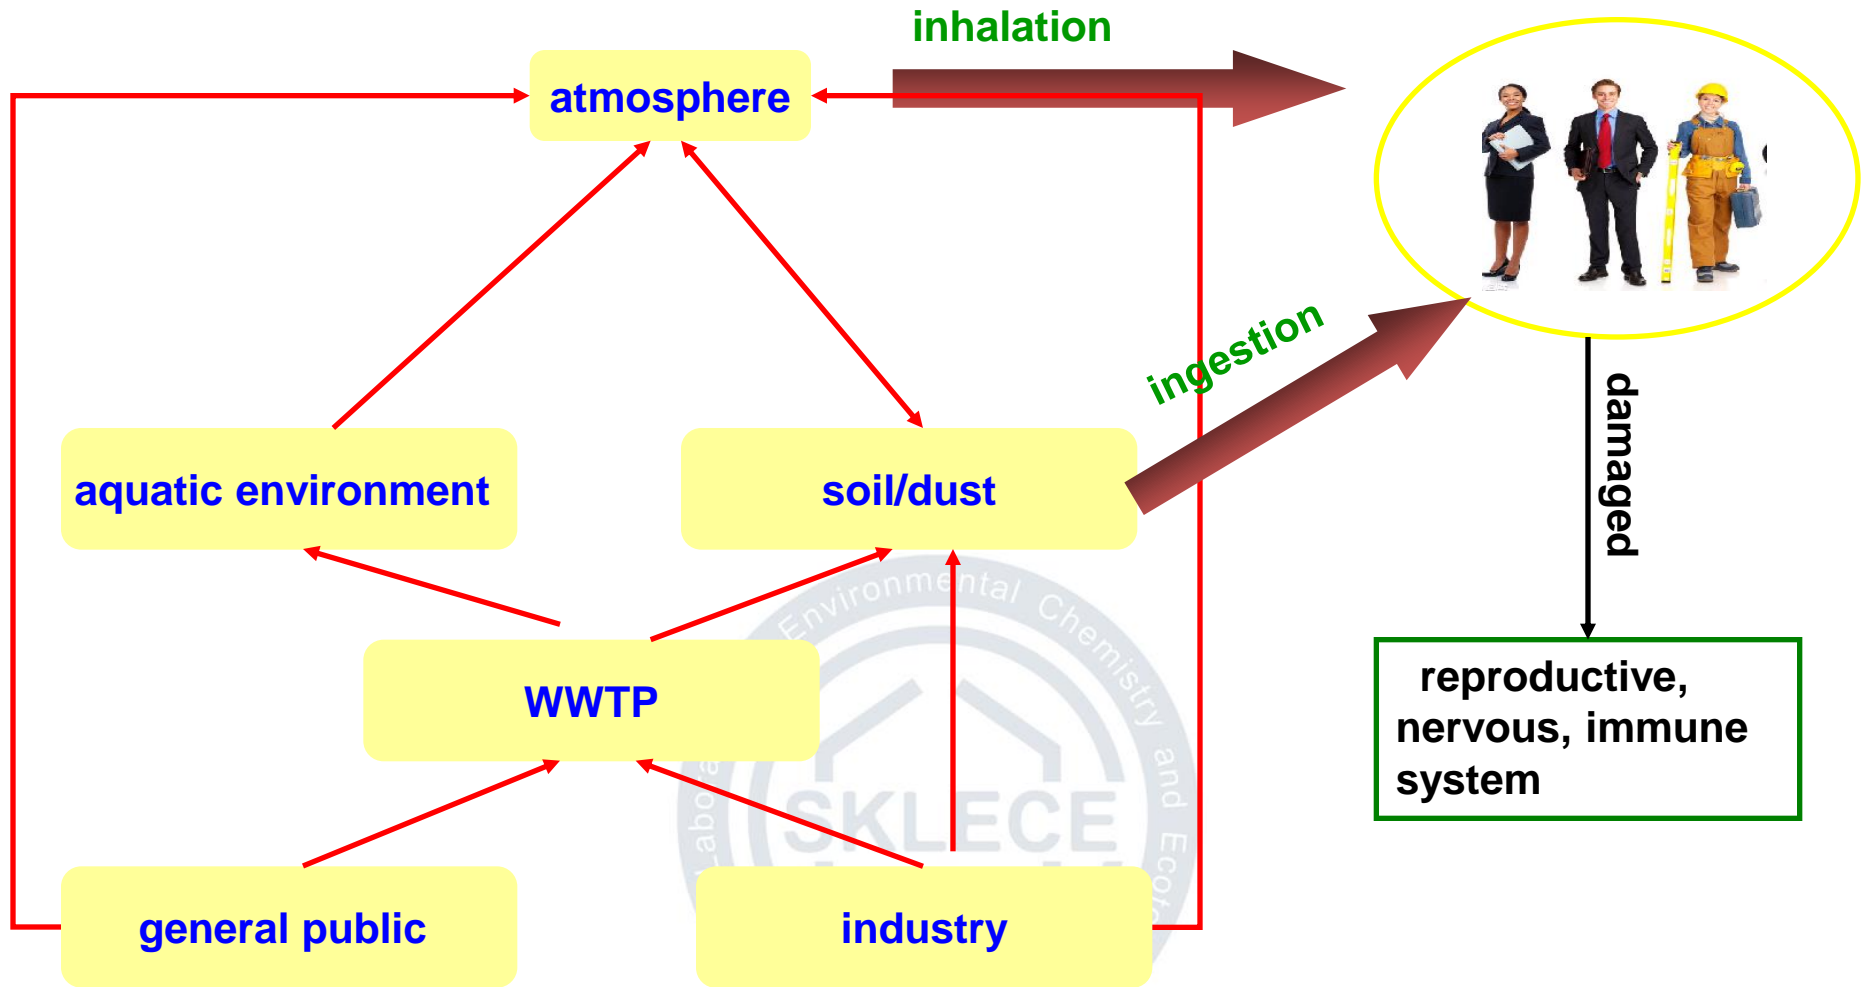 inhalation
atmosphere
ingestion
damaged
aquatic environment
soil/dust
Environmental Chemistry and
WWTP
reproductive,
nervous, immune
system
SKLECE
general public
industry